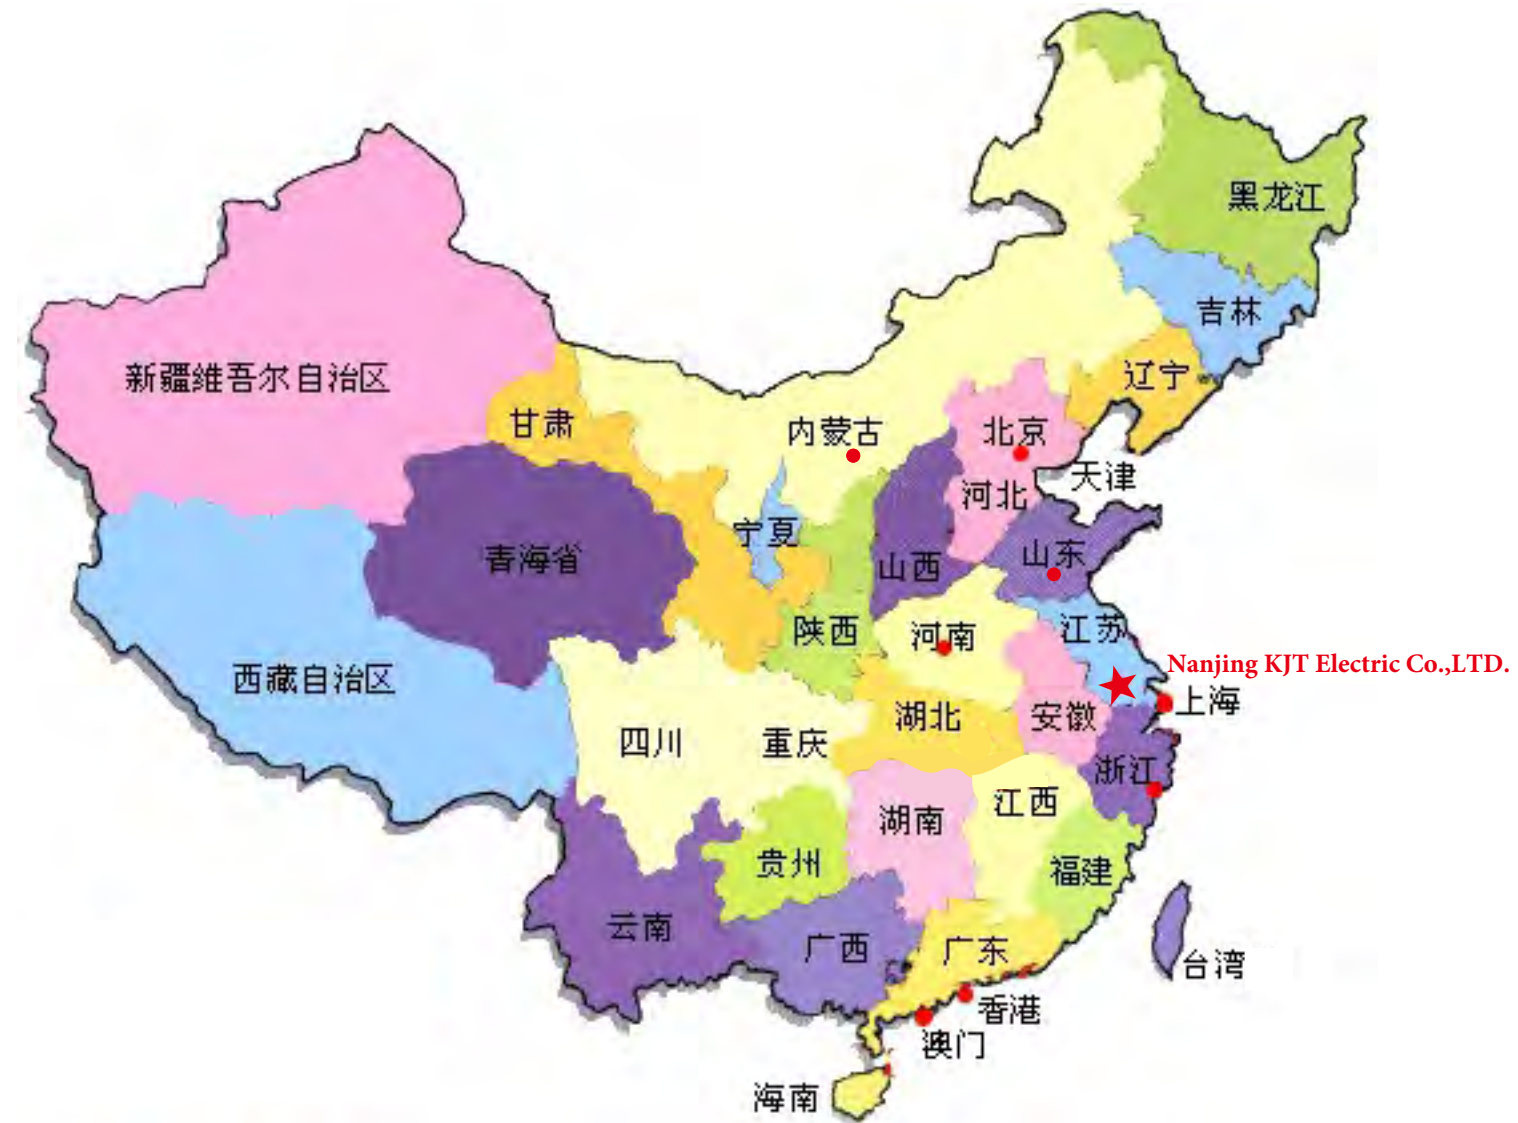 黑龙江
吉林
辽宁
新疆维吾尔自治区
甘肃
内蒙古
北京
天津
河北
宁夏
青海省
山西
山东
陕西
河南
江苏
西藏自治区
Nanjing KJT Electric Co.,LTD.
上海
四川
重庆
湖北
安徽
浙江
湖南
江西
贵州
福建
云南
广西
广东
台湾
香港
澳门
海南